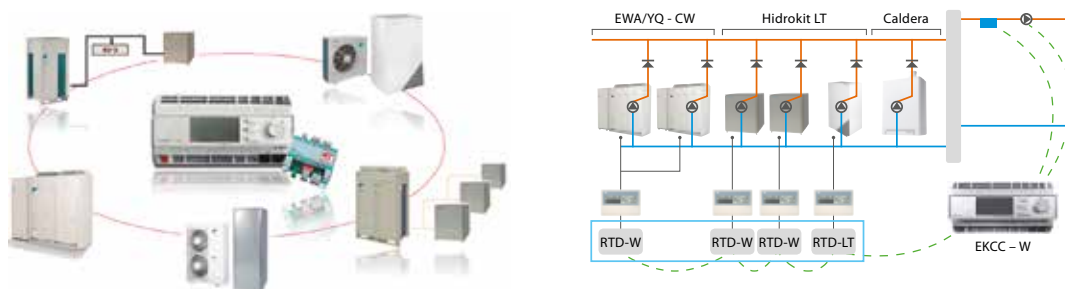 EWA/YQ - CW
Hidrokit LT
Caldera
RTD-W
RTD-W
RTD-W
RTD-LT
EKCC – W